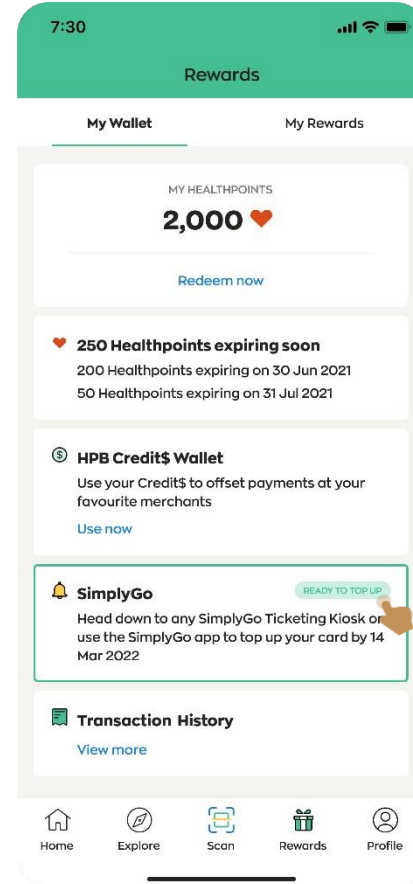 7:30
Rewards
My Wallet
My Rewards
MY HEALTHPOINTS
2,000
Redeem now
250 Healthpoints expiring soon
200 Healthpoints expiring on 30 Jun 2021
50 Healthpoints expiring on 31 Jul 2021
HPB Credit$ Wallet
Use your Credit$ to offset payments at your
favourite merchants
Use now
SimplyGo
READY TO TOP UP
Head down to any SimplyGo Ticketing Kiosk or
use the SimplyGo app to top up your card by 14
Mar 2022
Transaction History
View more
Home
Explore
Scan
Rewards
Profile